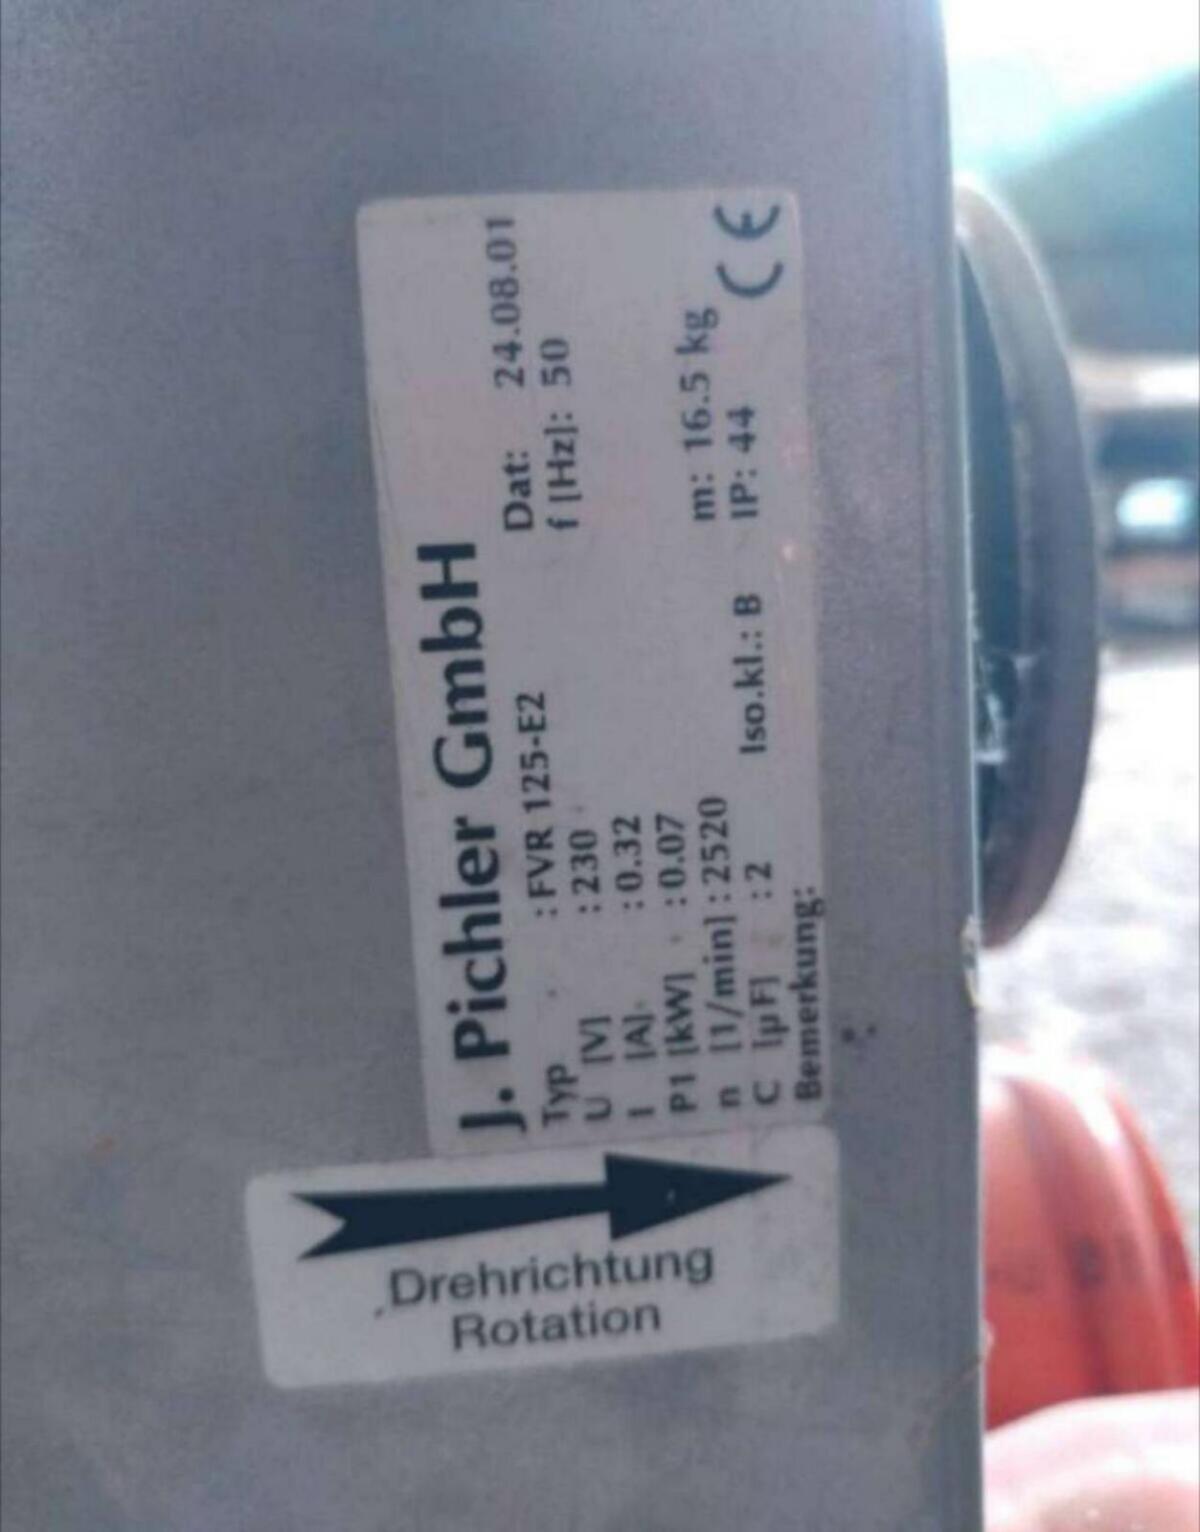 J. Pichler GmbH
Typ : FVR 125-E2 Dat: 24.08.01
U [V] : 230 f [Hz]: 50
I [A] : 0.32
P1 [kW] : 0.07
n [1/min] : 2520 m: 16.5 kg
C [µF] : 2 Iso.kl.: B IP: 44 CE
Bemerkung:
Drehrichtung
Rotation